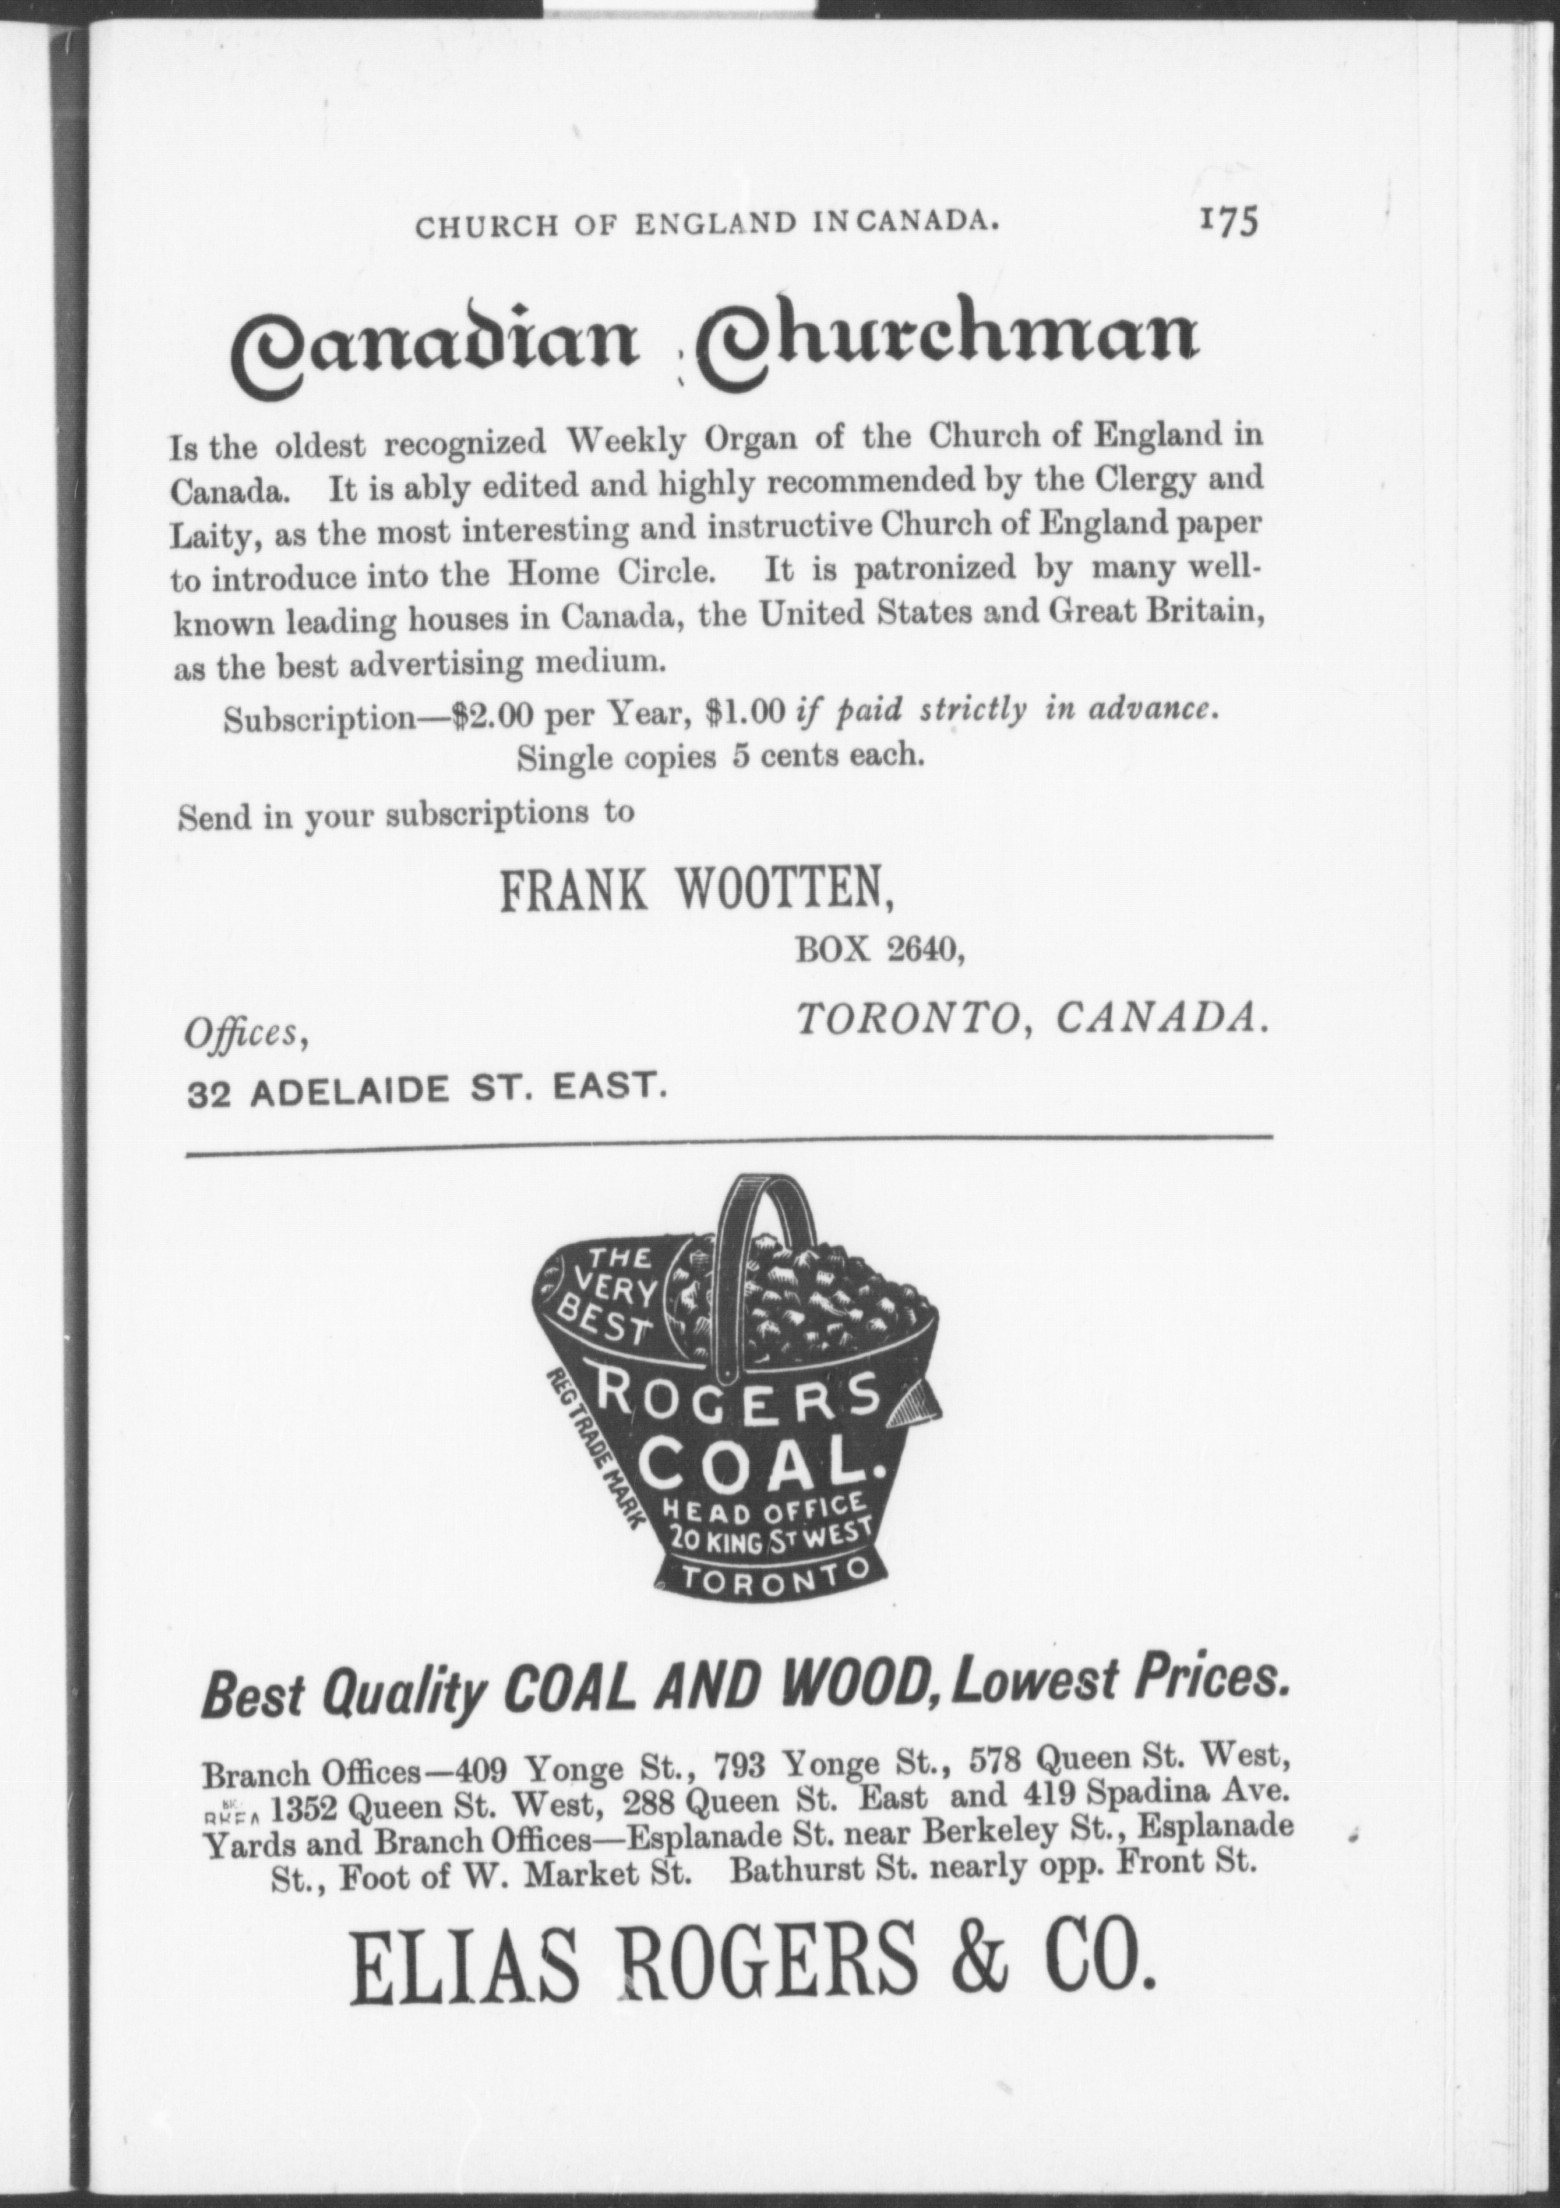 CHURCH OF ENGLAND IN CANADA. 175
Canadian Churchman
Is the oldest recognized Weekly Organ of the Church of England in
Canada. It is ably edited and highly recommended by the Clergy and
Laity, as the most interesting and instructive Church of England paper
to introduce into the Home Circle. It is patronized by many well-
known leading houses in Canada, the United States and Great Britain,
as the best advertising medium.
Subscription—$2.00 per Year, $1.00 if paid strictly in advance.
Single copies 5 cents each.
Send in your subscriptions to
FRANK WOOTTEN,
BOX 2640,
TORONTO, CANADA.
Offices,
32 ADELAIDE ST. EAST.
THE
VERY
BEST
ROGERS
COAL.
REG TRADE MARK
HEAD OFFICE
20 KING ST WEST
TORONTO
Best Quality COAL AND WOOD, Lowest Prices.
Branch Offices—409 Yonge St., 793 Yonge St., 578 Queen St. West,
1352 Queen St. West, 288 Queen St. East and 419 Spadina Ave.
Yards and Branch Offices—Esplanade St. near Berkeley St., Esplanade
St., Foot of W. Market St. Bathurst St. nearly opp. Front St.
ELIAS ROGERS & CO.